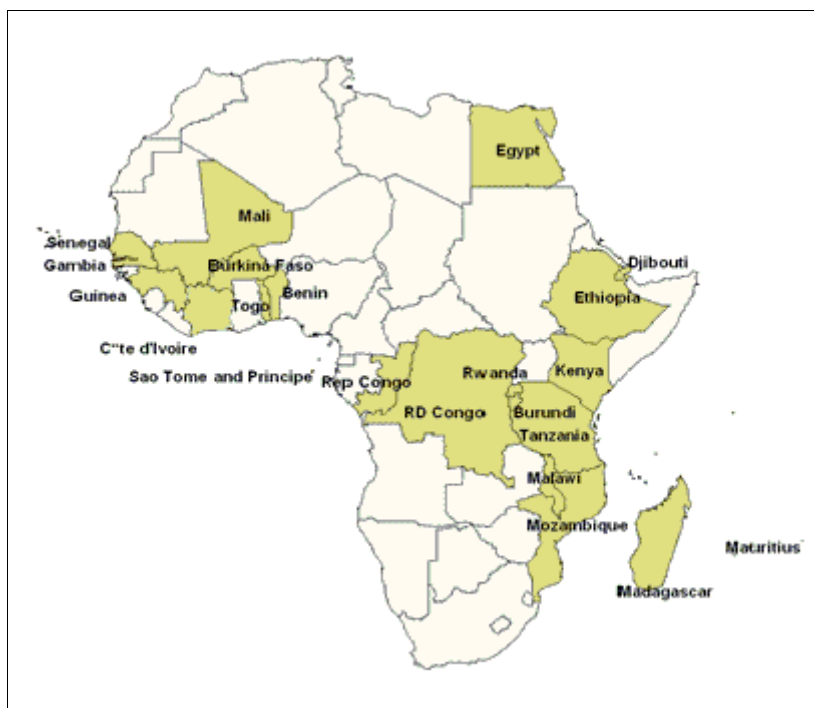 Egypt
Mali
Senegal
Gambia
Burkina Faso
Djibouti
Guinea
Togo
Benin
Ethiopia
C"te d'Ivoire
Sao Tome and Principe
Rep Congo
Rwanda
Kenya
RD Congo
Burundi
Tanzania
Malawi
Mozambique
Mauritius
Madagascar